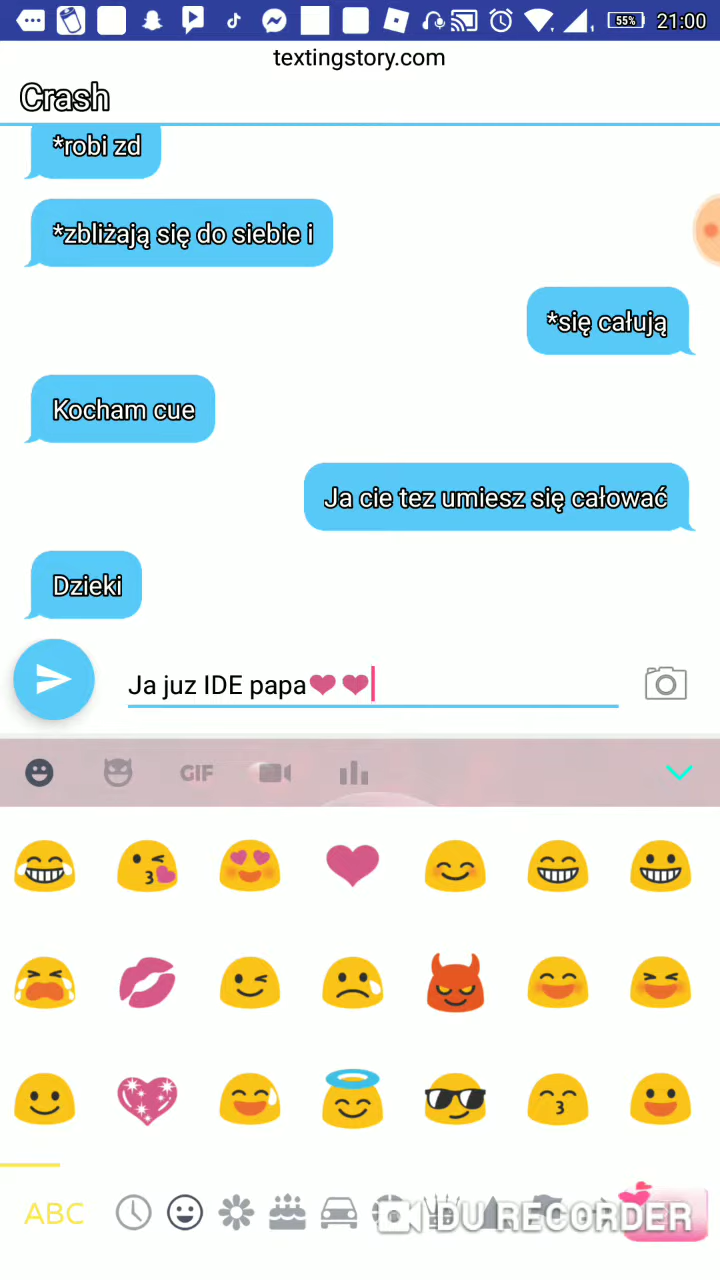 55%
21:00
textingstory.com
Crash
*robi zd
*zbliżają się do siebie i
*się całują
Kocham cue
Ja cie tez umiesz się całować
Dzieki
Ja juz IDE papa❤❤
GIF
ABC
DU RECORDER